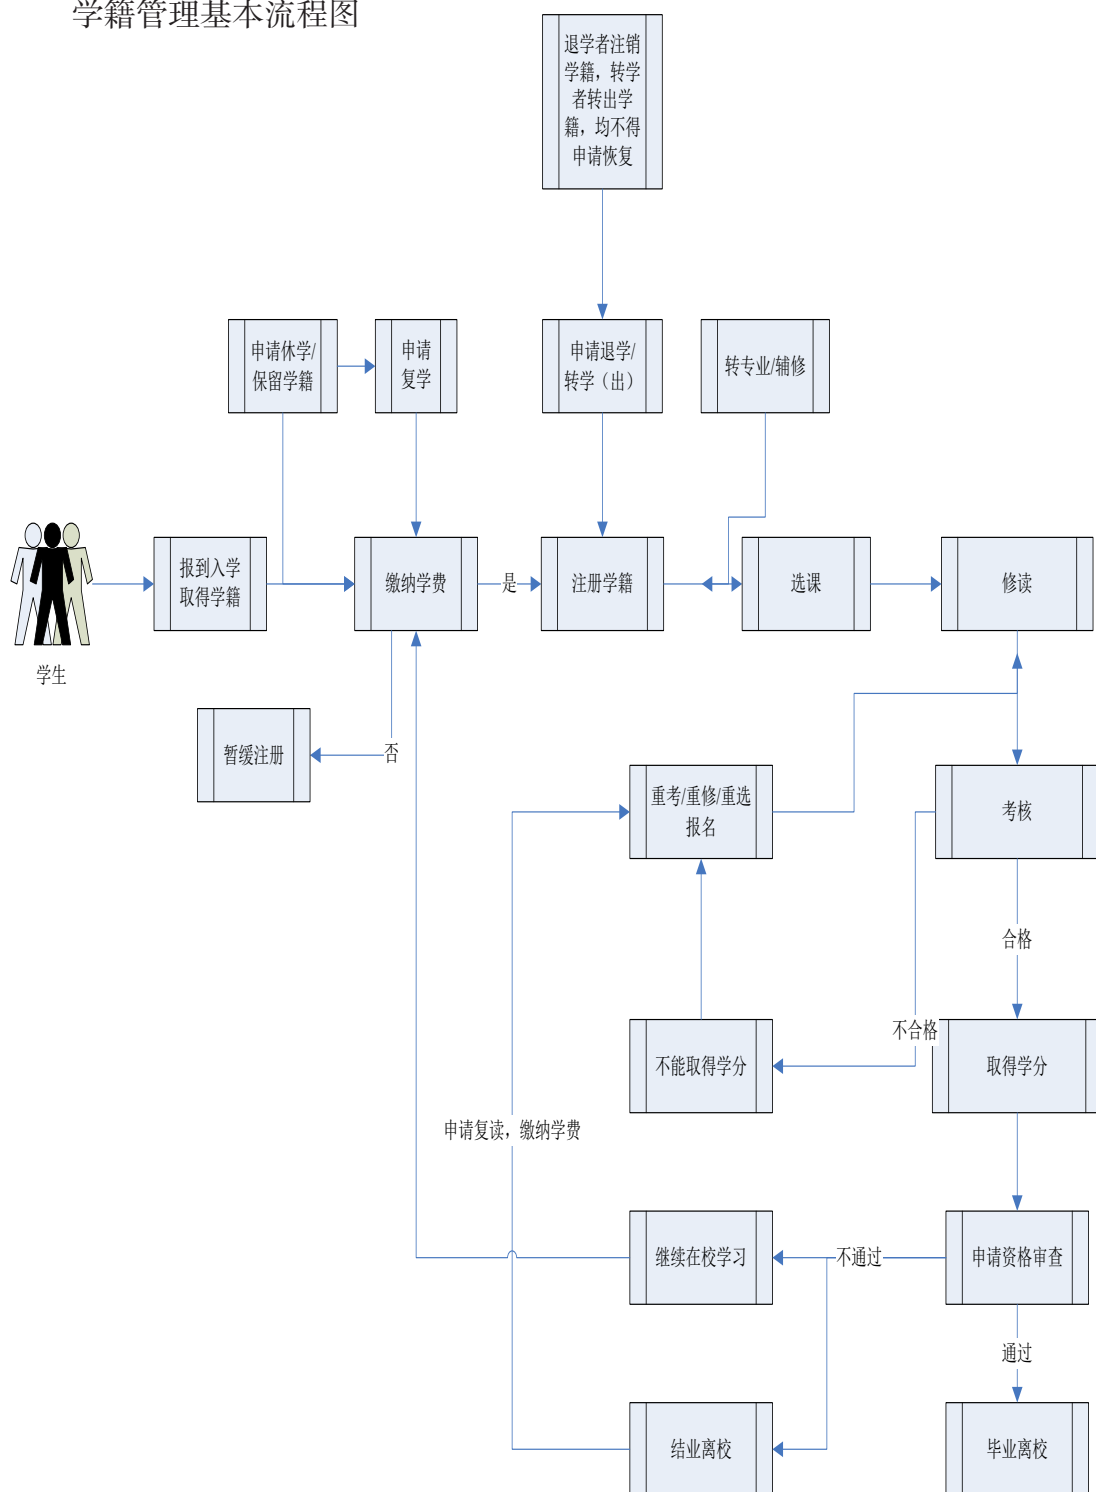 学籍管理基本流程图
退学者注销
学籍，转学
者转出学
籍，均不得
申请恢复
申请休学/
保留学籍
申请
复学
申请退学/
转学（出）
转专业/辅修
报到入学
取得学籍
缴纳学费
是
注册学籍
选课
修读
学生
暂缓注册
否
重考/重修/重选
报名
考核
合格
不合格
不能取得学分
取得学分
申请复读，缴纳学费
继续在校学习
不通过
申请资格审查
通过
结业离校
毕业离校